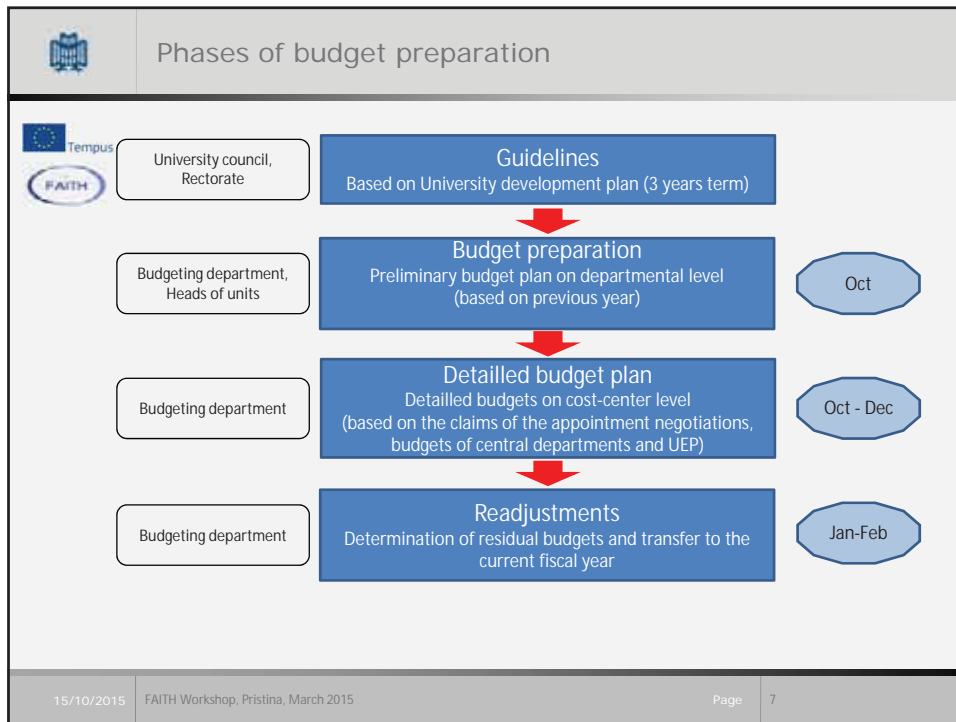 Phases of budget preparation
Tempus
FAITH
University council,
Rectorate
Guidelines
Based on University development plan (3 years term)
Budgeting department,
Heads of units
Budget preparation
Preliminary budget plan on departmental level
(based on previous year)
Oct
Budgeting department
Detailled budget plan
Detailled budgets on cost-center level
(based on the claims of the appointment negotiations,
budgets of central departments and UEP)
Oct - Dec
Budgeting department
Readjustments
Determination of residual budgets and transfer to the
current fiscal year
Jan-Feb
15/10/2015
FAITH Workshop, Pristina, March 2015
Page
7